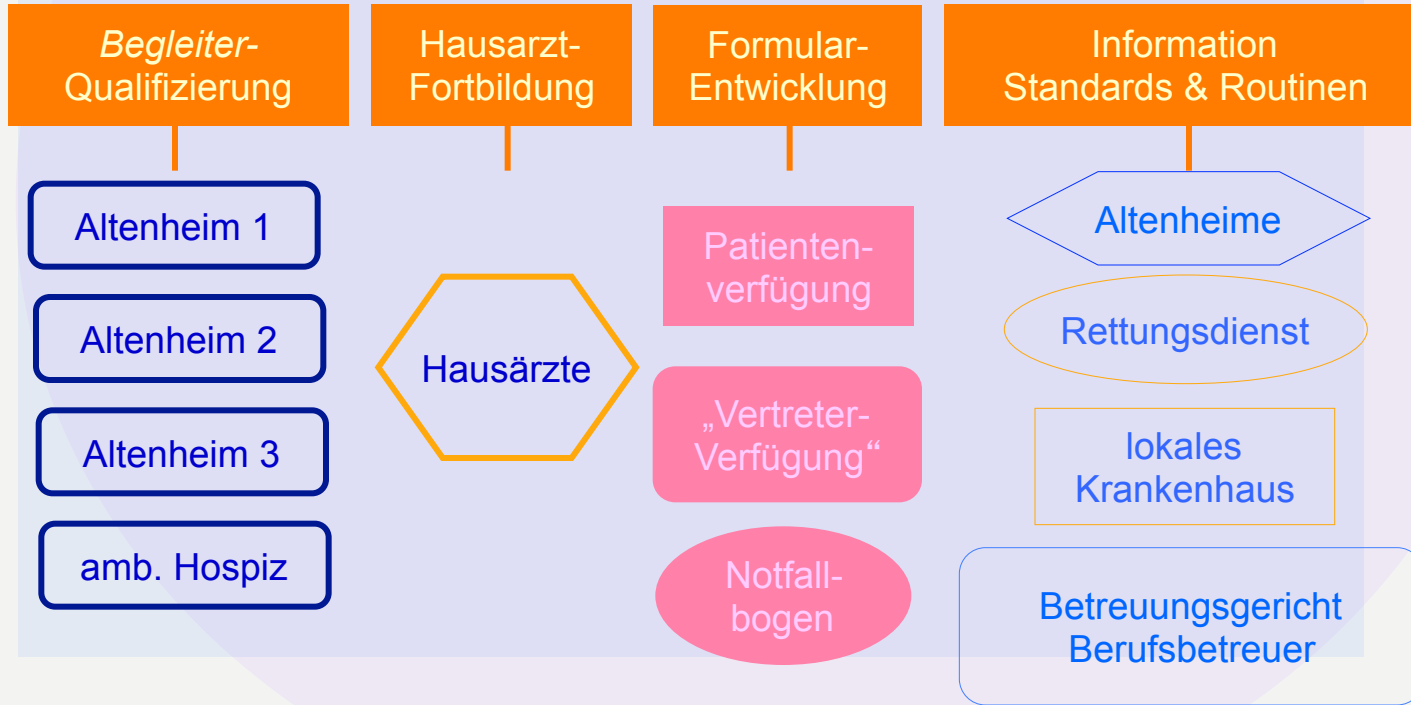 Begleiter-
Qualifizierung
Hausarzt-
Fortbildung
Formular-
Entwicklung
Information
Standards & Routinen
Altenheim 1
Altenheim 2
Altenheim 3
amb. Hospiz
Hausärzte
Patienten-
verfügung
„Vertreter-
Verfügung“
Notfall-
bogen
Altenheime
Rettungsdienst
lokales
Krankenhaus
Betreuungsgericht
Berufsbetreuer